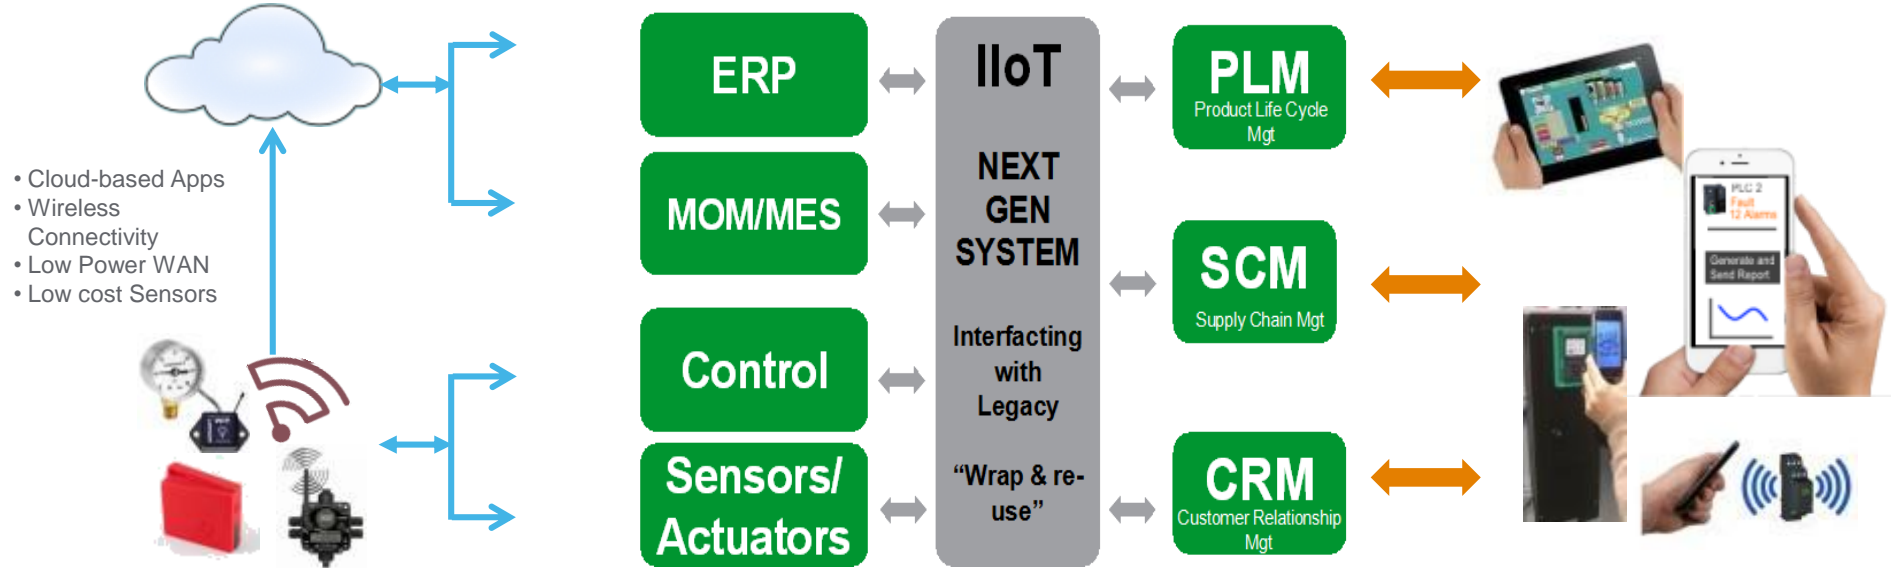 • Cloud-based Apps
• Wireless
Connectivity
• Low Power WAN
• Low cost Sensors
ERP
MOM/MES
Control
Sensors/
Actuators
IIoT
NEXT
GEN
SYSTEM
Interfacting
with
Legacy
“Wrap & re-
use”
PLM
Product Life Cycle
Mgt
SCM
Supply Chain Mgt
CRM
Customer Relationship
Mgt
PLC 2
Fault
12 Alarms
Generate and
Send Report